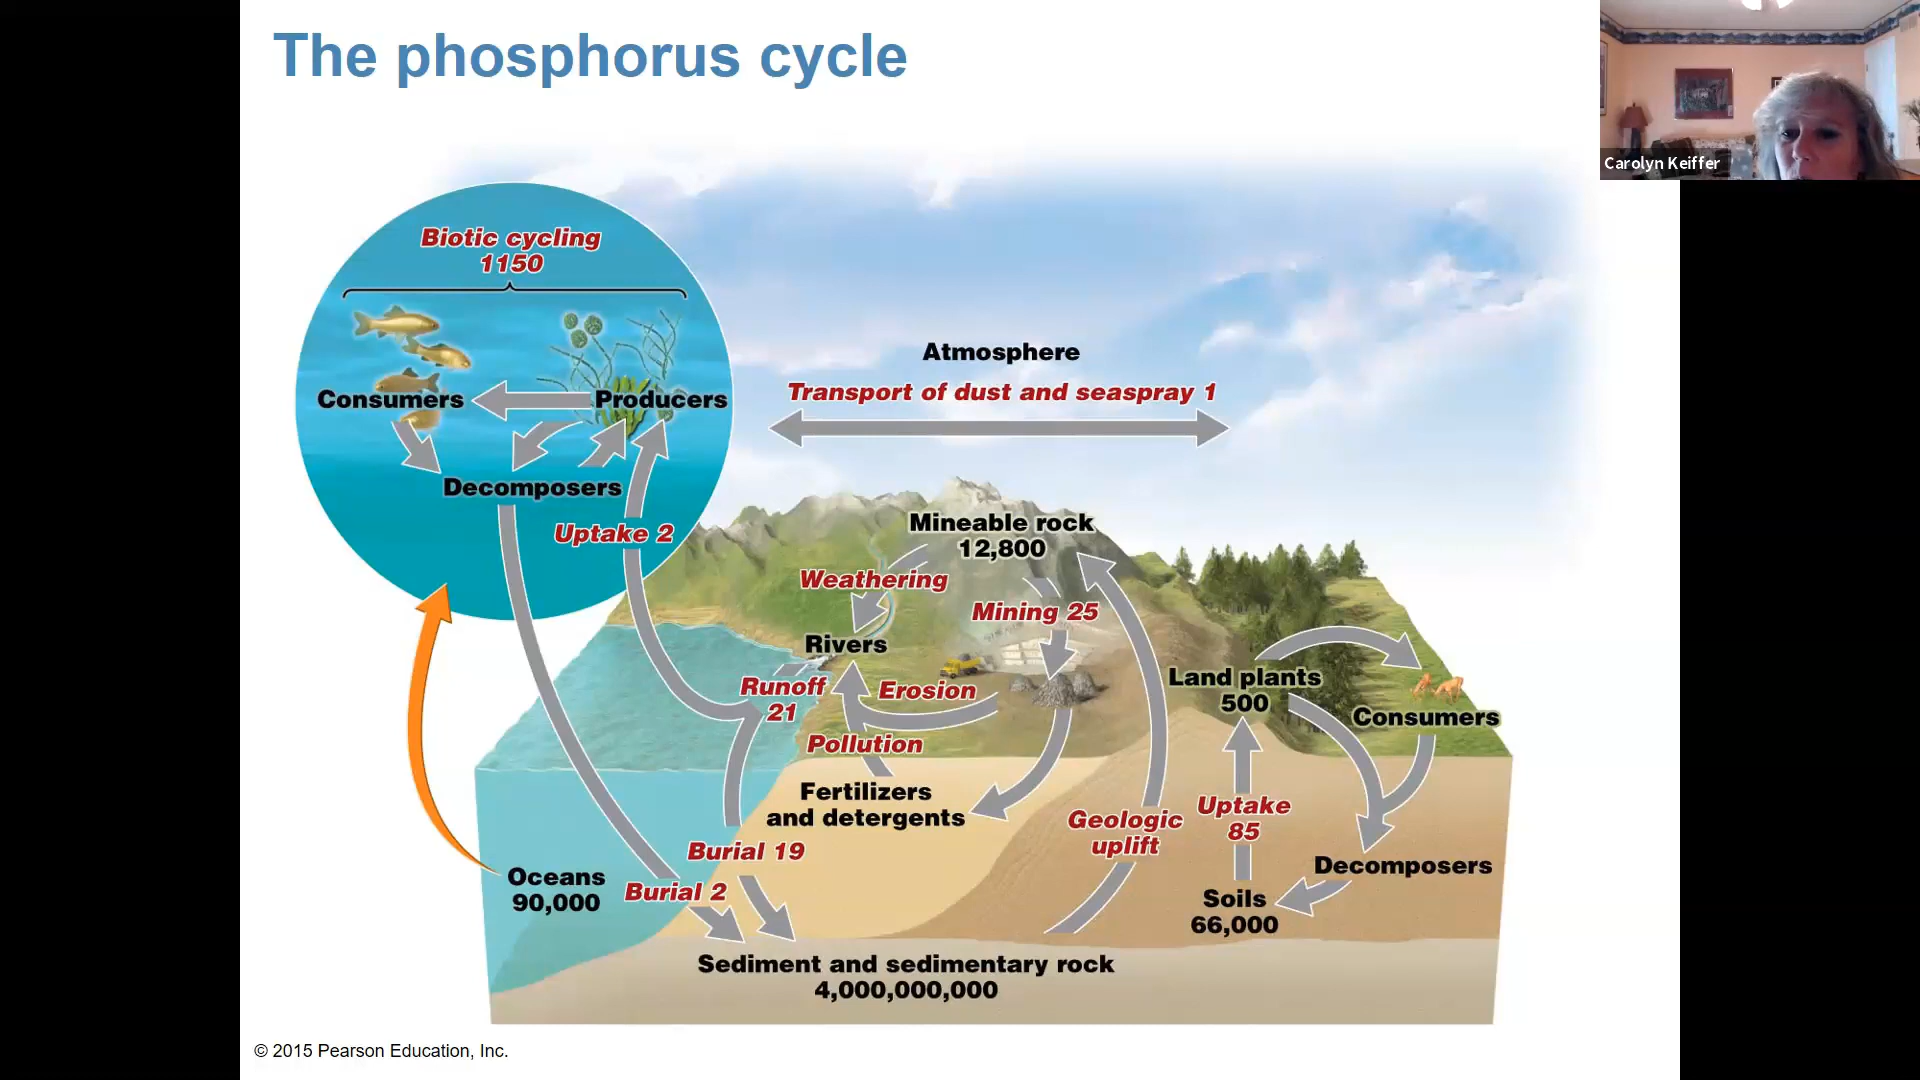 The phosphorus cycle
Carolyn Keiffer
Biotic cycling
1150
Atmosphere
Transport of dust and seaspray 1
Consumers
Producers
Decomposers
Uptake 2
Mineable rock
12,800
Weathering
Mining 25
Rivers
Runoff
21
Erosion
Land plants
500
Consumers
Pollution
Fertilizers
and detergents
Geologic
uplift
Uptake
85
Burial 19
Decomposers
Oceans
90,000
Burial 2
Soils
66,000
Sediment and sedimentary rock
4,000,000,000
© 2015 Pearson Education, Inc.